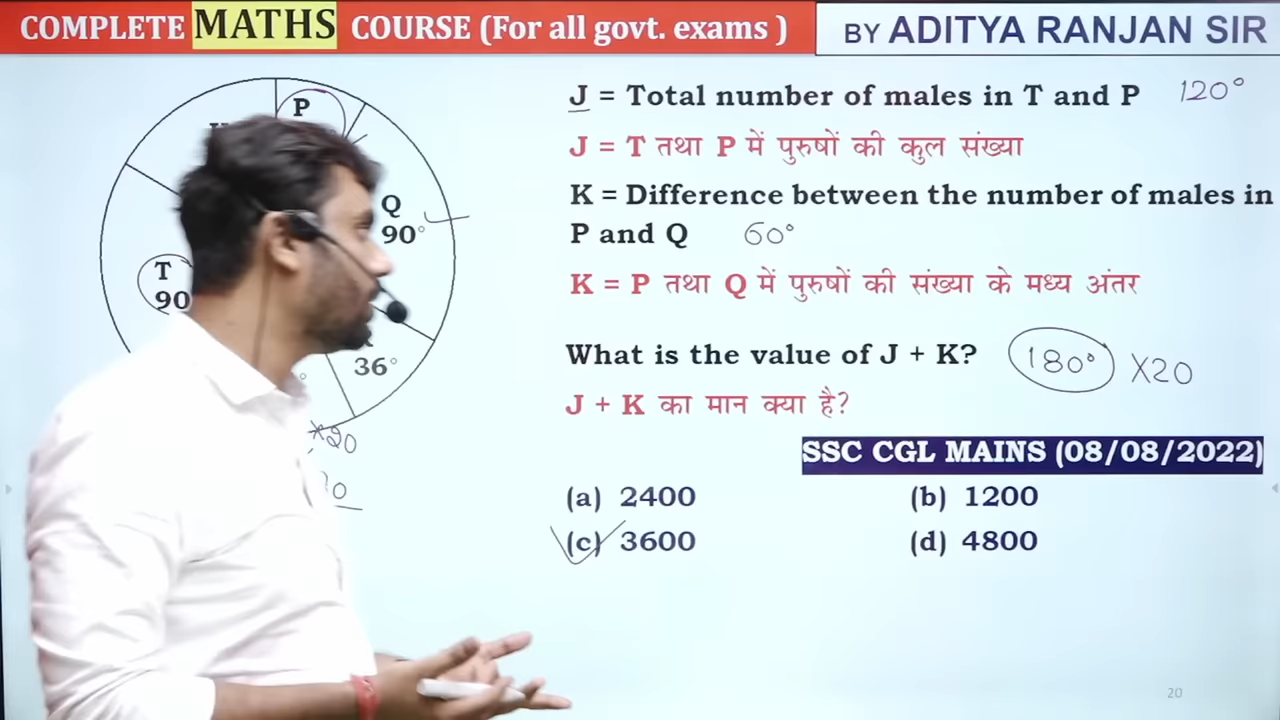 COMPLETE MATHS COURSE (For all govt. exams )
BY ADITYA RANJAN SIR
P
Q
90°
T
90
36°
×20
J = Total number of males in T and P 120°
J = T तथा P में पुरुषों की कुल संख्या
K = Difference between the number of males in
P and Q 60°
K = P तथा Q में पुरुषों की संख्या के मध्य अंतर
What is the value of J + K? 180° ×20
J + K का मान क्या है?
SSC CGL MAINS (08/08/2022)
(a) 2400 (b) 1200
(c) 3600 (d) 4800
20